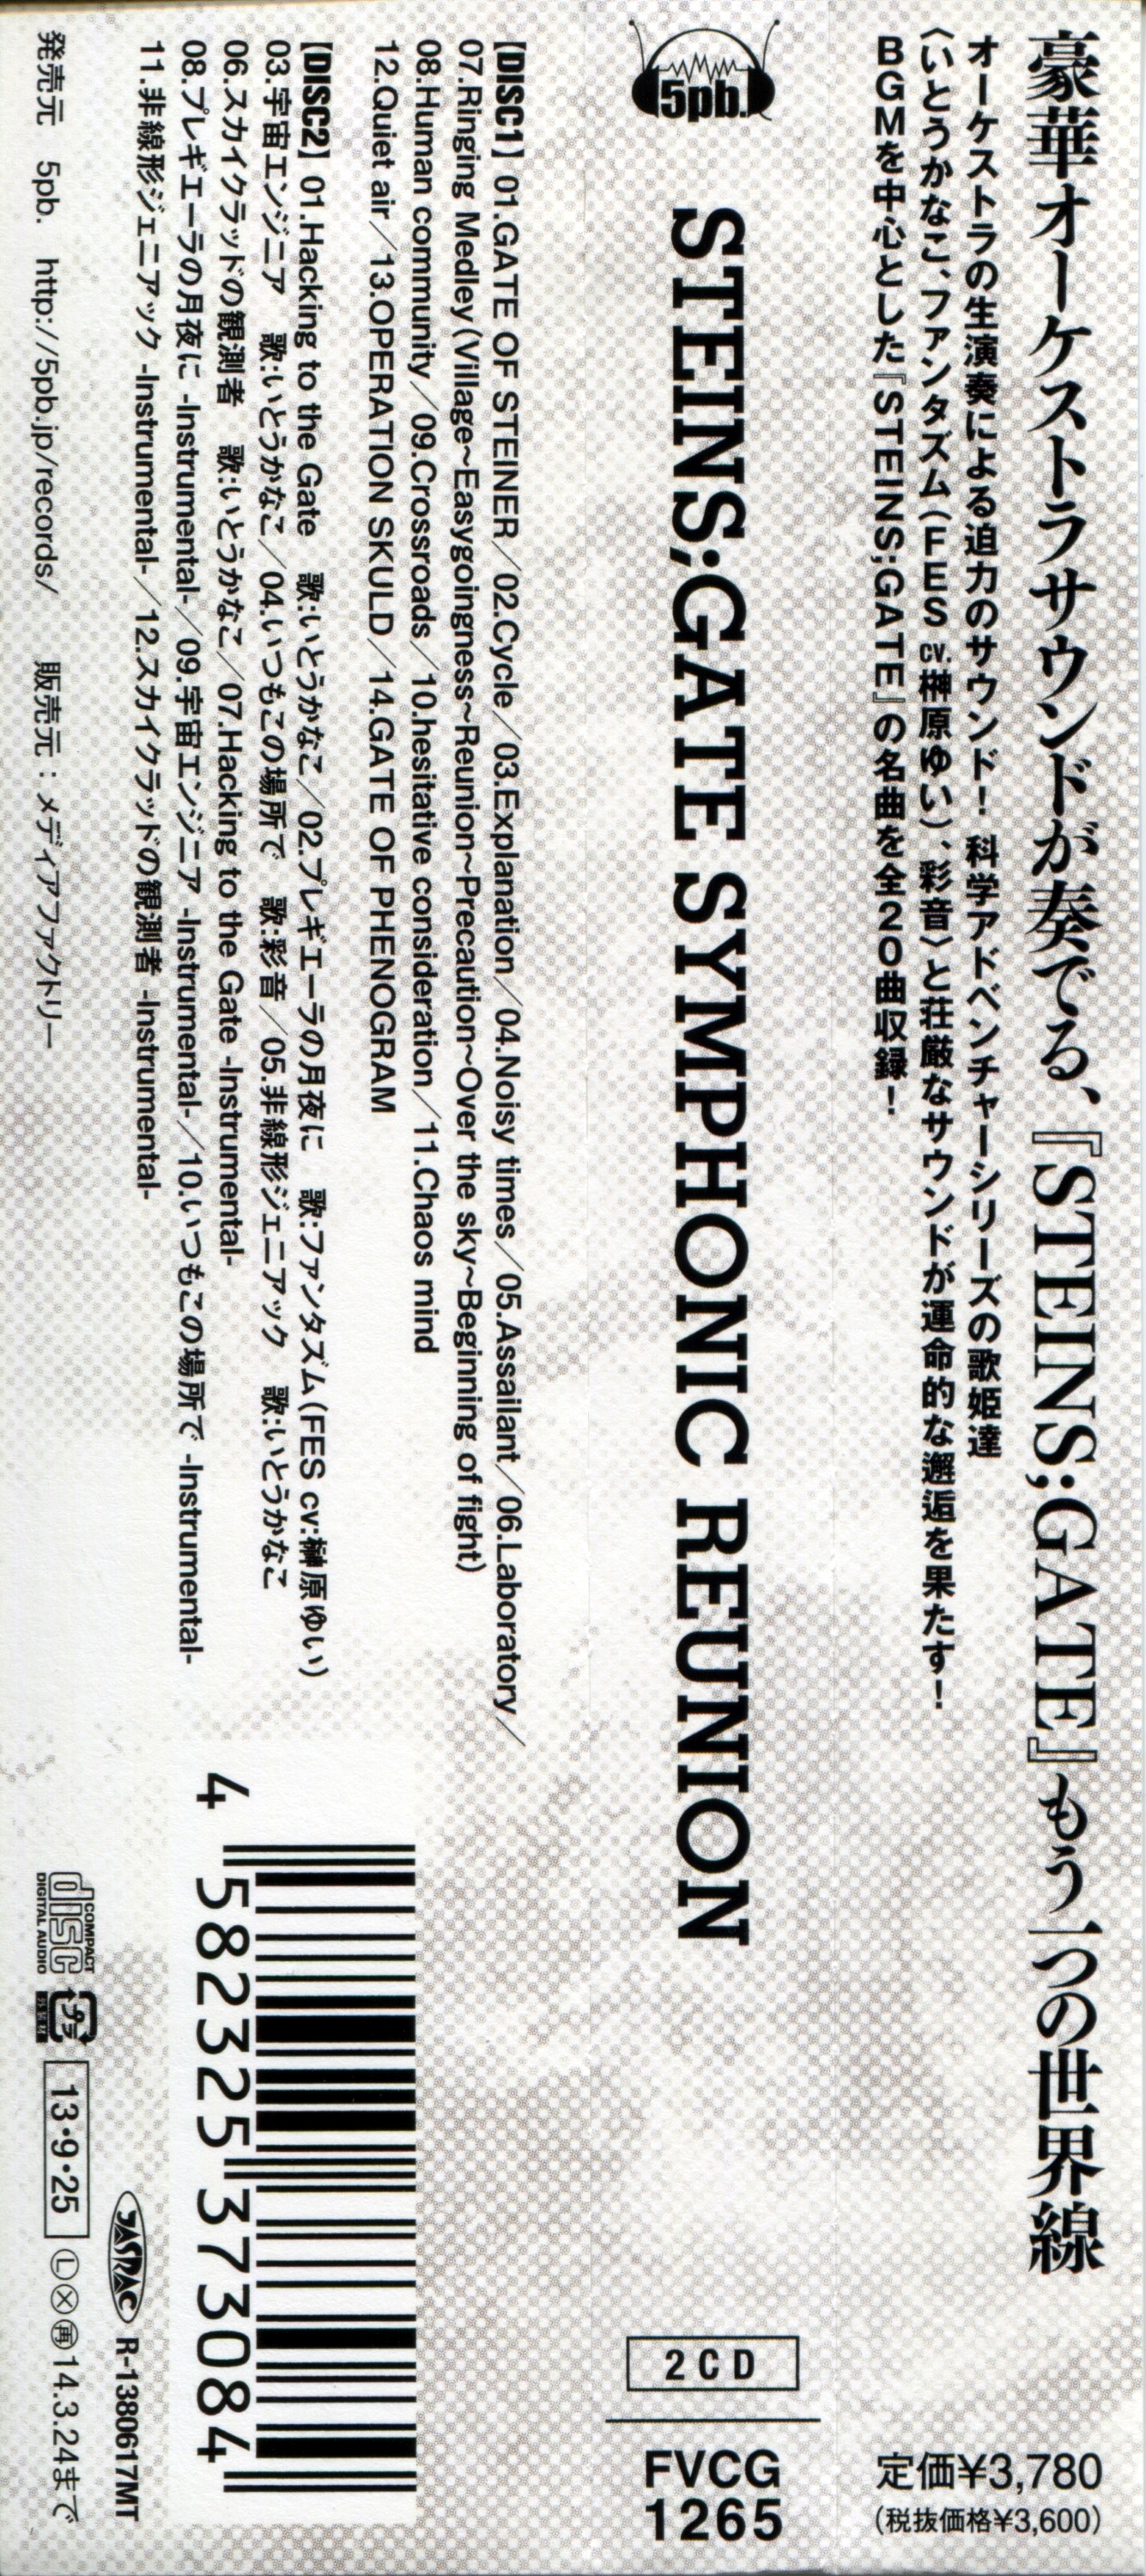 豪華オーケストラサウンドが奏でる、『STEINS;GATE』もう一つの世界線
オーケストラの生演奏による迫力のサウンド！ 科学アドベンチャーシリーズの歌姫達
〈いとうかなこ、ファンタズム（FES cv.榊原ゆい）、彩音〉と荘厳なサウンドが運命的な邂逅を果たす！
BGMを中心とした『STEINS;GATE』の名曲を全20曲収録！
定価¥3,780
（税抜価格¥3,600）
5pb.
STEINS;GATE SYMPHONIC REUNION
2CD
FVCG
1265
【DISC1】 01.GATE OF STEINER／02.Cycle／03.Explanation／04.Noisy times／05.Assailant／06.Laboratory／
07.Ringing Medley（Village~Easygoingness~Reunion~Precaution~Over the sky~Beginning of fight）
08.Human community／09.Crossroads／10.hesitative consideration／11.Chaos mind
12.Quiet air／13.OPERATION SKULD／14.GATE OF PHENOGRAM
【DISC2】 01.Hacking to the Gate 歌:いとうかなこ／02.プレギエーラの月夜に 歌:ファンタズム（FES cv:榊原ゆい）
03.宇宙エンジニア 歌:いとうかなこ／04.いつもこの場所で 歌:彩音／05.非線形ジェニアック 歌:いとうかなこ
06.スカイクラッドの観測者 歌:いとうかなこ／07.Hacking to the Gate -Instrumental-
08.プレギエーラの月夜に -Instrumental-／09.宇宙エンジニア -Instrumental-／10.いつもこの場所で -Instrumental-
11.非線形ジェニアック -Instrumental-／12.スカイクラッドの観測者 -Instrumental-
発売元 5pb. http://5pb.jp/records/ 販売元：メディアファクトリー
4 582325 373084
JASRAC R-1380617MT
COMPACT
disc
DIGITAL AUDIO
プラ
13・9・25
Ⓛ Ⓧ 再 14.3.24まで